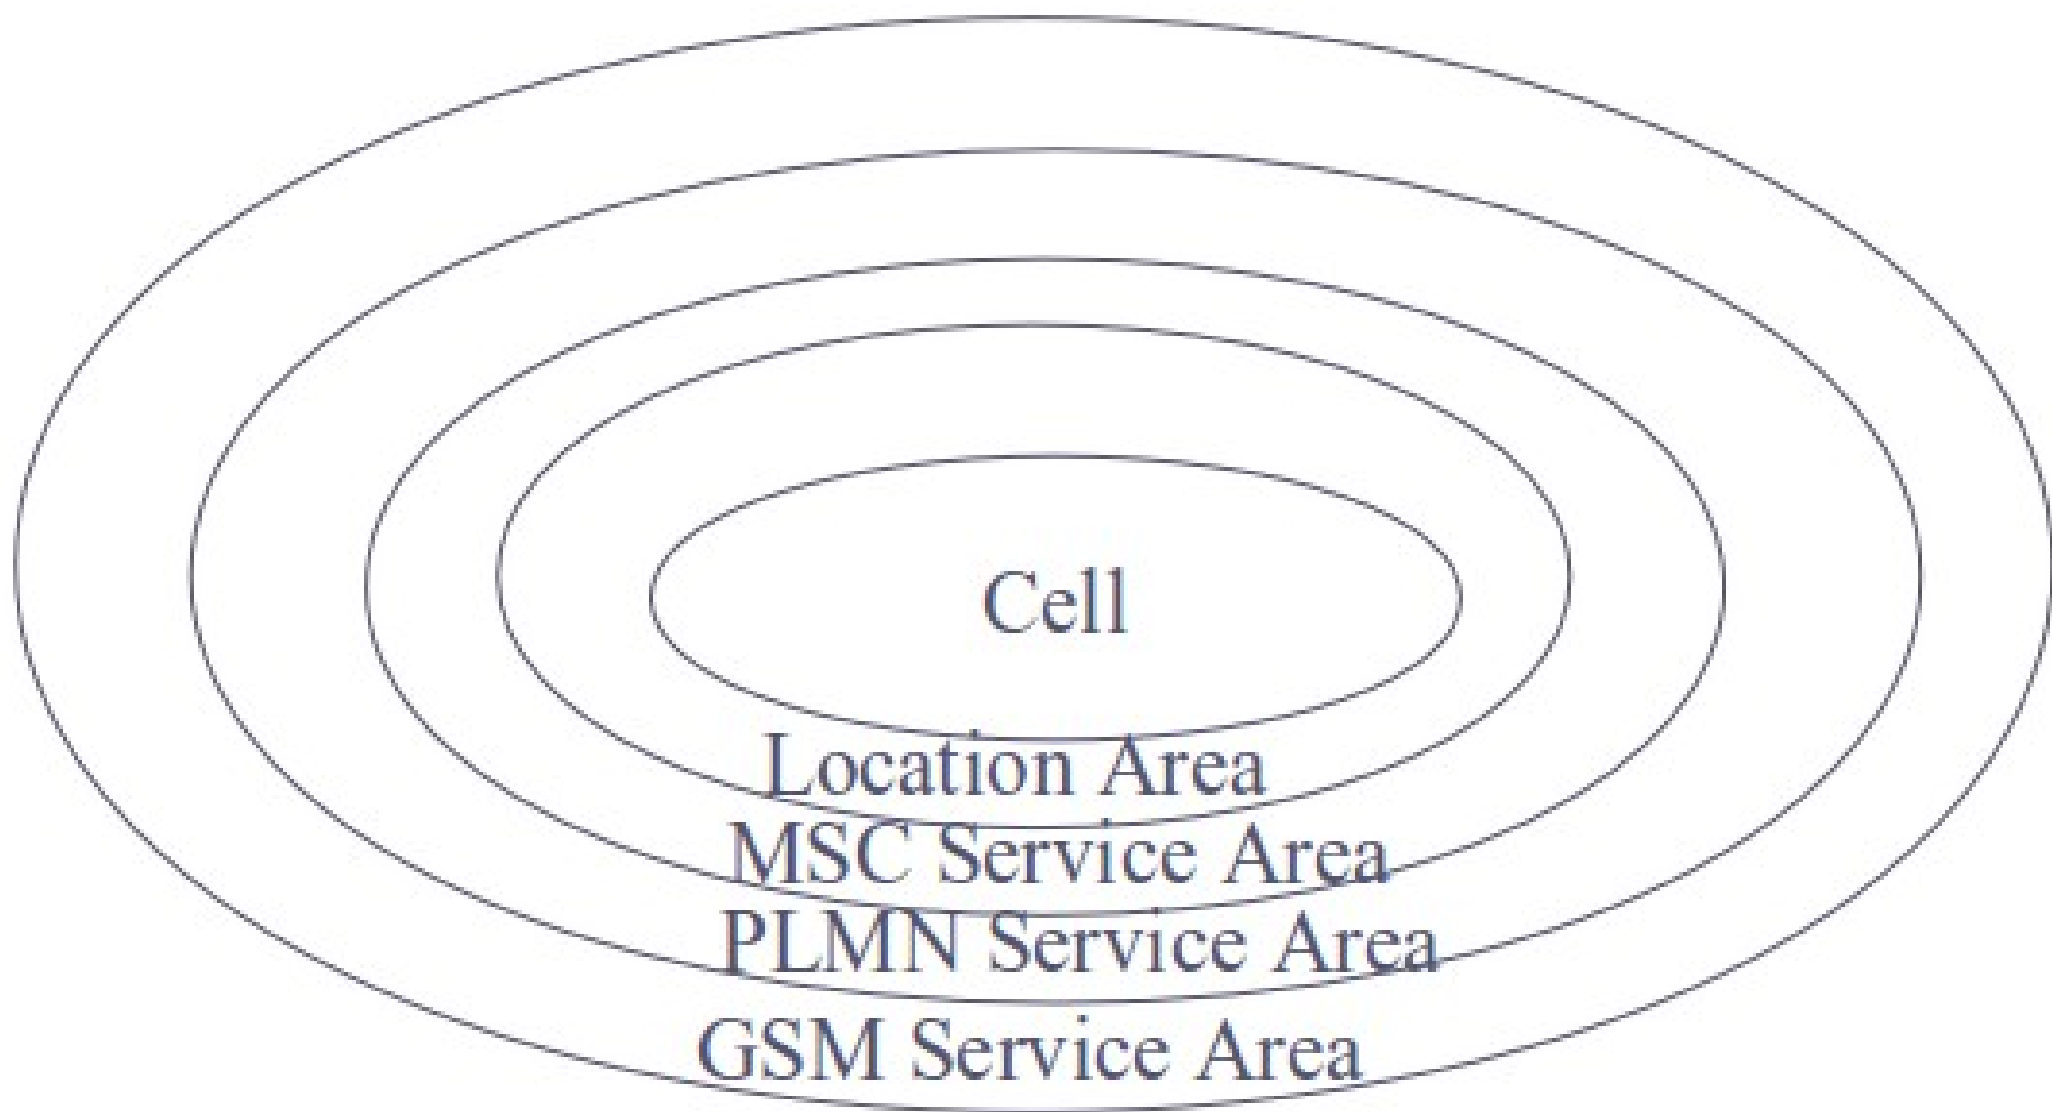 Cell
Location Area
MSC Service Area
PLMN Service Area
GSM Service Area